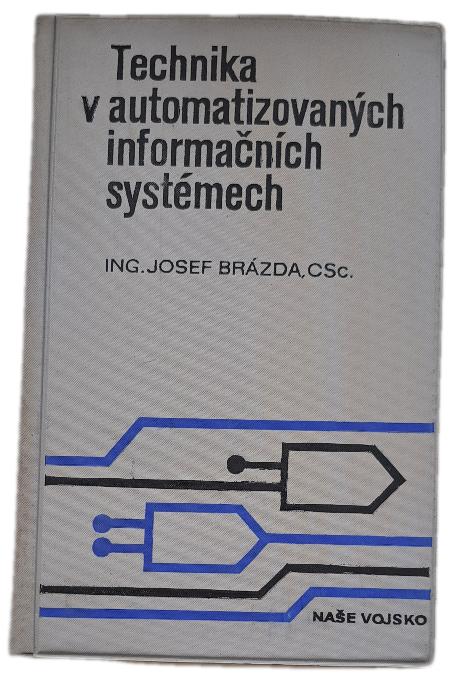 Technika
v automatizovaných
informačních
systémech
ING. JOSEF BRÁZDA, CSc.
NAŠE VOJSKO